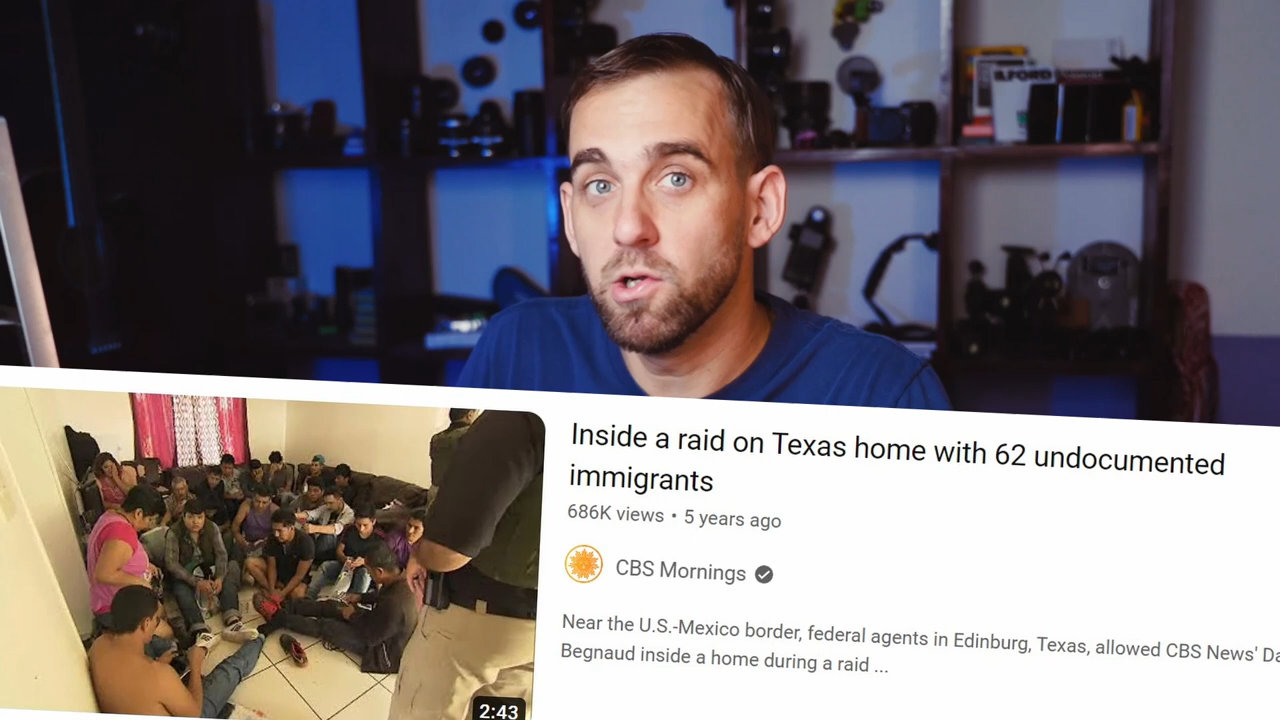 ILFORD
Inside a raid on Texas home with 62 undocumented
immigrants
686K views • 5 years ago
CBS Mornings
Near the U.S.-Mexico border, federal agents in Edinburg, Texas, allowed CBS News' Da
Begnaud inside a home during a raid ...
2:43